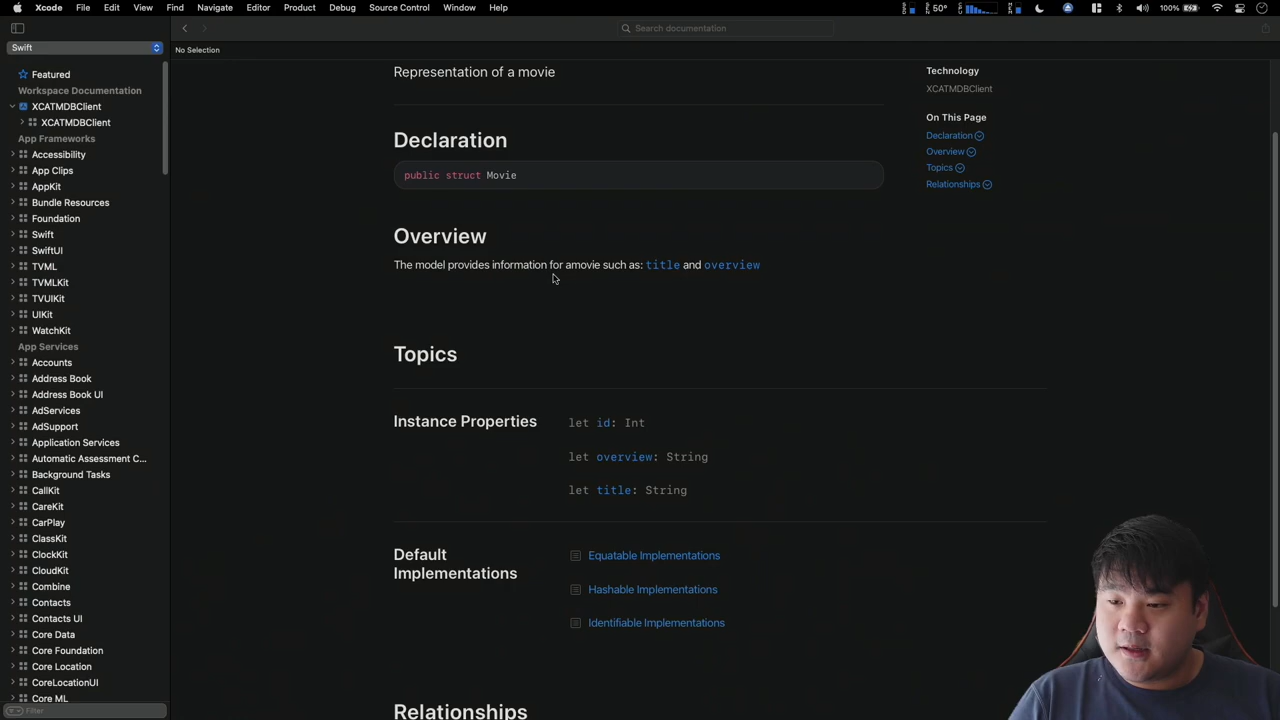 Xcode File Edit View Find Navigate Editor Product Debug Source Control Window Help
50° 100%
Swift
Search documentation
No Selection
Featured
Workspace Documentation
XCATMDBClient
XCATMDBClient
App Frameworks
Accessibility
App Clips
AppKit
Bundle Resources
Foundation
Swift
SwiftUI
TVML
TVMLKit
TVUIKit
UIKit
WatchKit
App Services
Accounts
Address Book
Address Book UI
AdServices
AdSupport
Application Services
Automatic Assessment C...
Background Tasks
CallKit
CareKit
CarPlay
ClassKit
ClockKit
CloudKit
Combine
Contacts
Contacts UI
Core Data
Core Foundation
Core Location
CoreLocationUI
Core ML
Filter
Representation of a movie
Declaration
public struct Movie
Overview
The model provides information for amovie such as: title and overview
Topics
Instance Properties
let id: Int
let overview: String
let title: String
Default
Implementations
Equatable Implementations
Hashable Implementations
Identifiable Implementations
Relationships
Technology
XCATMDBClient
On This Page
Declaration
Overview
Topics
Relationships